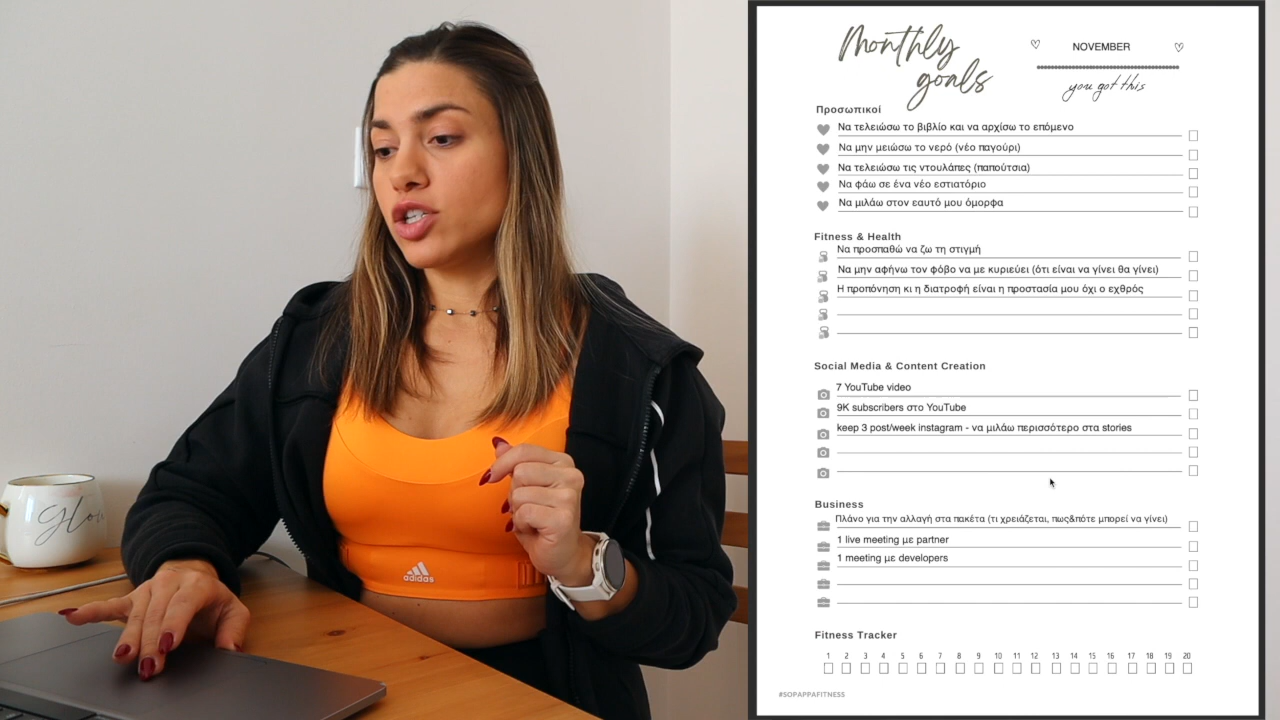 Monthly
goals
NOVEMBER
you got this
Προσωπικοί
Να τελειώσω το βιβλίο και να αρχίσω το επόμενο
Να μην μειώσω το νερό (νέο παγούρι)
Να τελειώσω τις ντουλάπες (παπούτσια)
Να φάω σε ένα νέο εστιατόριο
Να μιλάω στον εαυτό μου όμορφα
Fitness & Health
Να προσπαθώ να ζω τη στιγμή
Να μην αφήνω τον φόβο να με κυριεύει (ότι είναι να γίνει θα γίνει)
Η προπόνηση κι η διατροφή είναι η προστασία μου όχι ο εχθρός
Social Media & Content Creation
7 YouTube video
9K subscribers στο YouTube
keep 3 post/week instagram - να μιλάω περισσότερο στα stories
Business
Πλάνο για την αλλαγή στα πακέτα (τι χρειάζεται, πως&πότε μπορεί να γίνει)
1 live meeting με partner
1 meeting με developers
Fitness Tracker
1 2 3 4 5 6 7 8 9 10 11 12 13 14 15 16 17 18 19 20
#SOPAPPAFITNESS
Glow
adidas